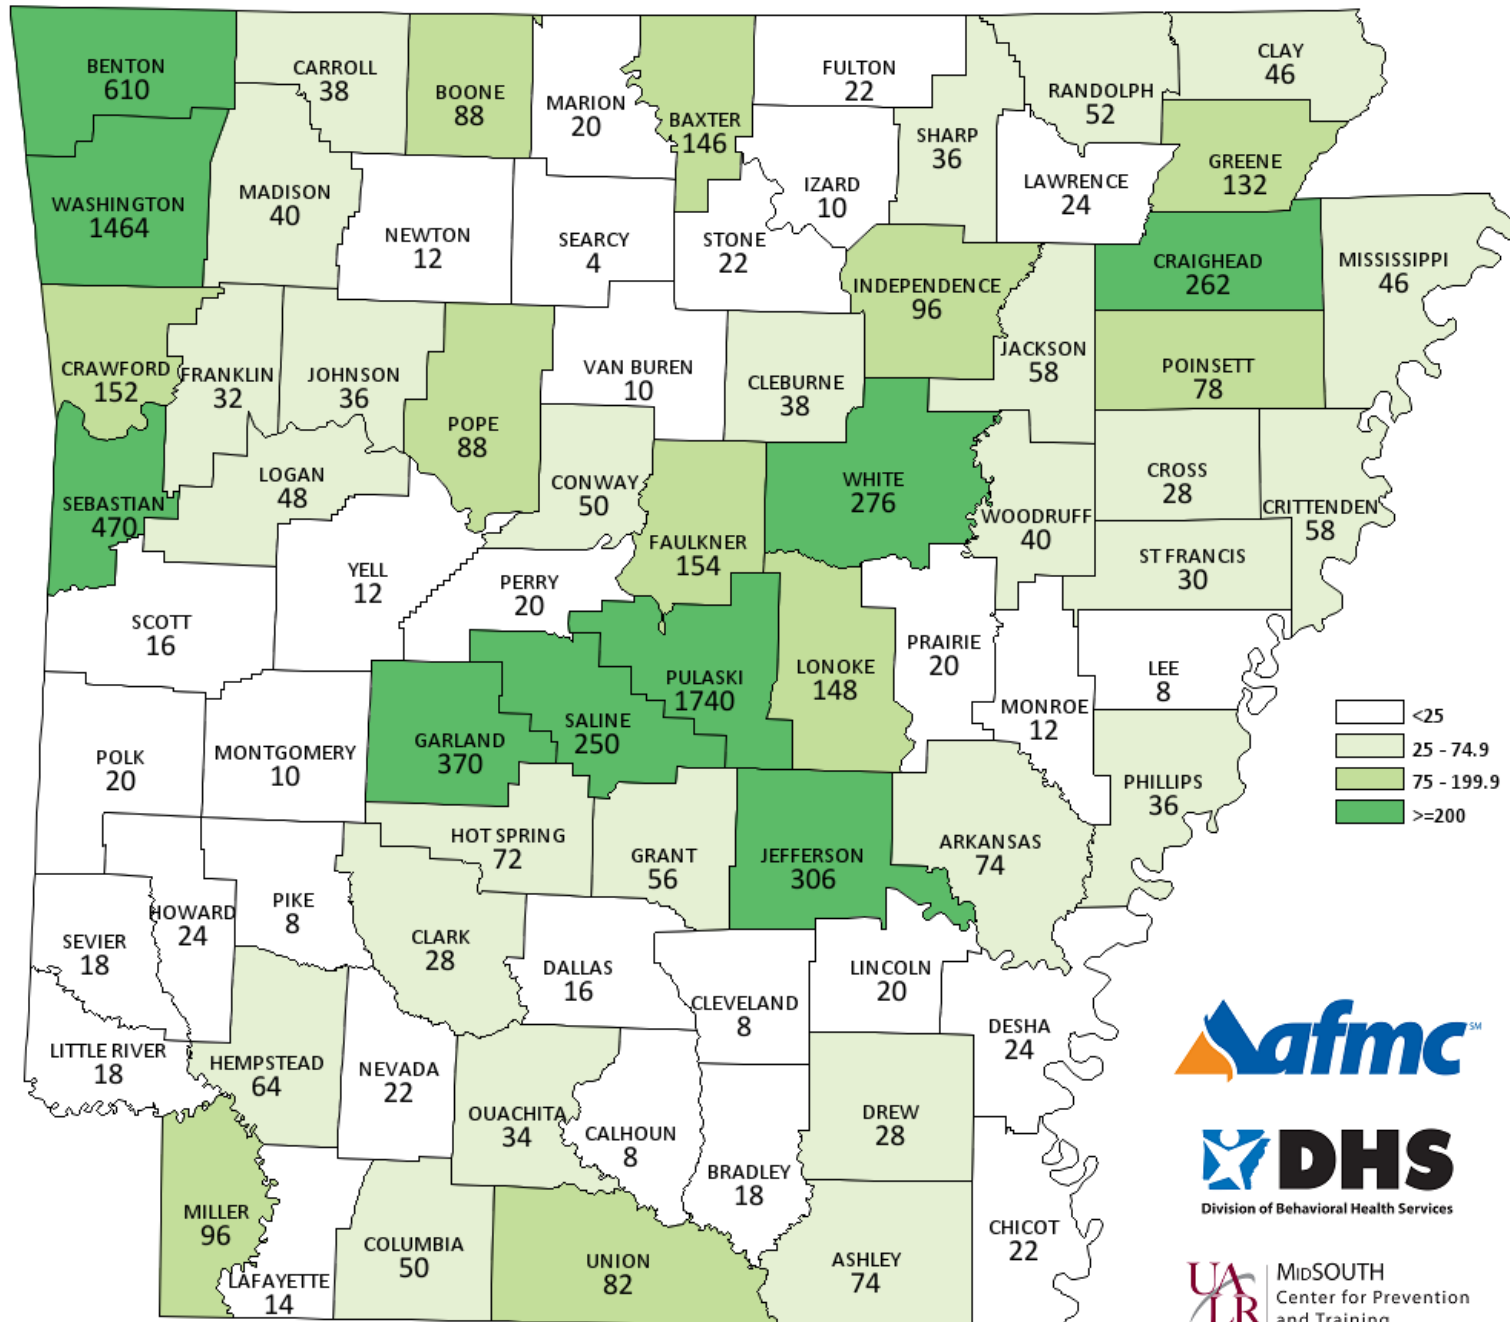 BENTON
610
CARROLL
38
BOONE
88
MARION
20
BAXTER
146
FULTON
22
RANDOLPH
52
CLAY
46
SHARP
36
IZARD
10
LAWRENCE
24
GREENE
132
WASHINGTON
1464
MADISON
40
NEWTON
12
SEARCY
4
STONE
22
INDEPENDENCE
96
CRAIGHEAD
262
MISSISSIPPI
46
CRAWFORD
152
FRANKLIN
32
JOHNSON
36
POPE
88
VAN BUREN
10
CLEBURNE
38
JACKSON
58
POINSETT
78
SEBASTIAN
470
LOGAN
48
CONWAY
50
FAULKNER
154
WHITE
276
WOODRUFF
40
CROSS
28
CRITTENDEN
58
ST FRANCIS
30
SCOTT
16
YELL
12
PERRY
20
PULASKI
1740
LONOKE
148
PRAIRIE
20
MONROE
12
LEE
8
POLK
20
MONTGOMERY
10
GARLAND
370
SALINE
250
PHILLIPS
36
HOT SPRING
72
GRANT
56
JEFFERSON
306
ARKANSAS
74
<25
25 - 74.9
75 - 199.9
>=200
SEVIER
18
HOWARD
24
PIKE
8
CLARK
28
DALLAS
16
CLEVELAND
8
LINCOLN
20
DESHA
24
LITTLE RIVER
18
HEMPSTEAD
64
NEVADA
22
OUACHITA
34
CALHOUN
8
BRADLEY
18
DREW
28
MILLER
96
LAFAYETTE
14
COLUMBIA
50
UNION
82
ASHLEY
74
CHICOT
22
afmc SM
DHS
Division of Behavioral Health Services
UALR
MIDSOUTH
Center for Prevention
and Training